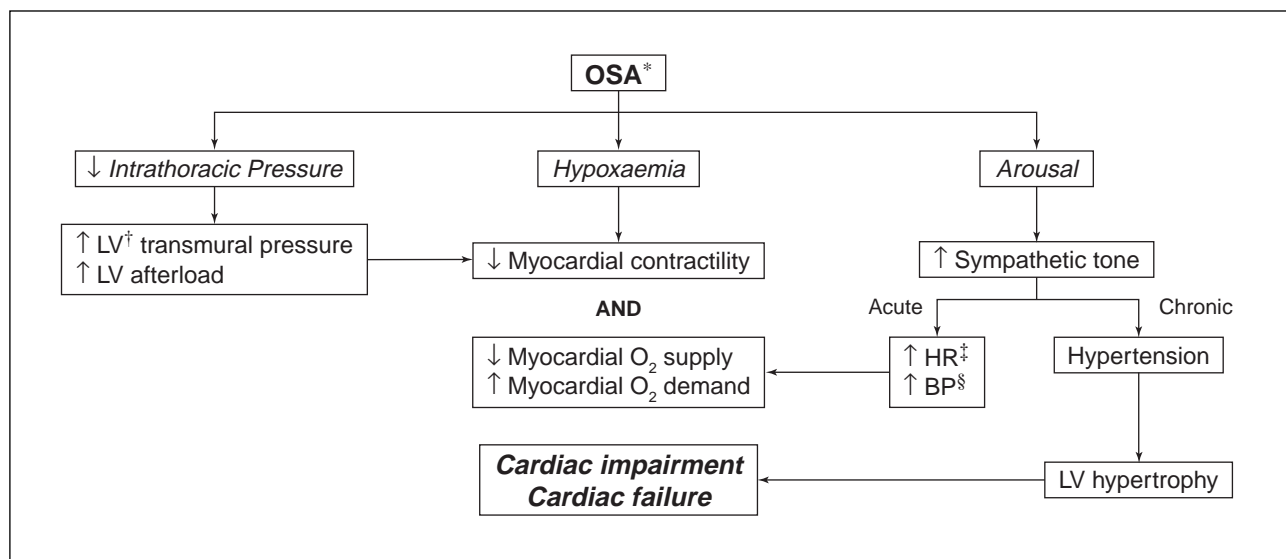 OSA*
↓ Intrathoracic Pressure
Hypoxaemia
Arousal
↑ LV† transmural pressure
↑ LV afterload
↓ Myocardial contractility
↑ Sympathetic tone
AND
Acute
Chronic
↓ Myocardial O₂ supply
↑ Myocardial O₂ demand
↑ HR‡
↑ BP§
Hypertension
Cardiac impairment
Cardiac failure
LV hypertrophy